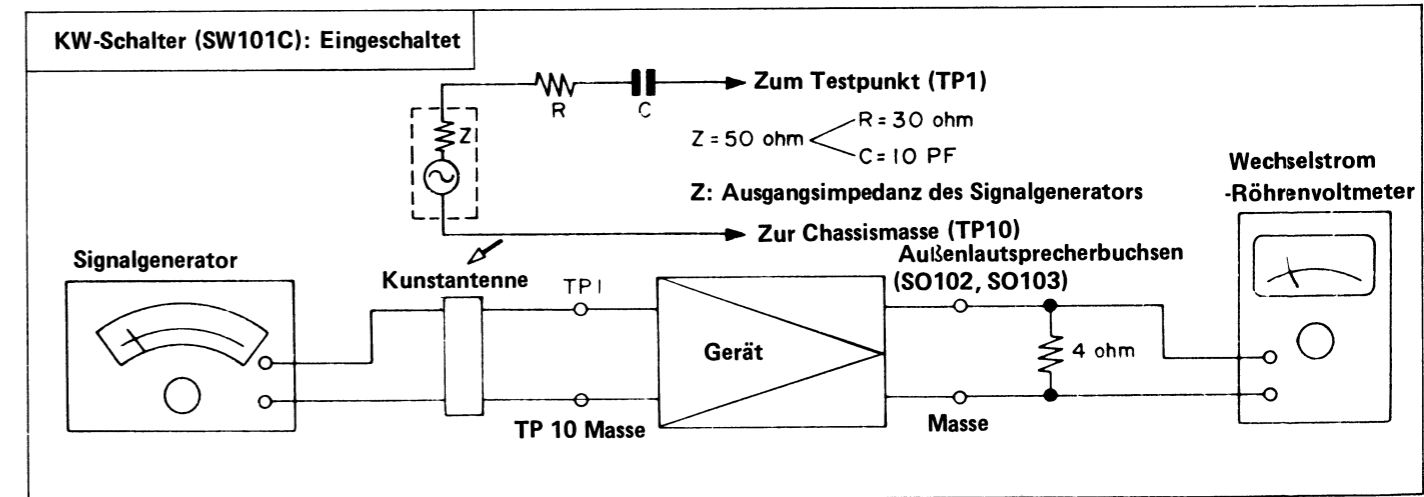 KW-Schalter (SW101C): Eingeschaltet
R
C
Zum Testpunkt (TP1)
Z
Z = 50 ohm
R = 30 ohm
C = 10 PF
Z: Ausgangsimpedanz des Signalgenerators
Zur Chassismasse (TP10)
Wechselstrom
-Röhrenvoltmeter
Signalgenerator
Kunstantenne
TP1
Außenlautsprecherbuchsen
(SO102, SO103)
Gerät
4 ohm
TP 10 Masse
Masse